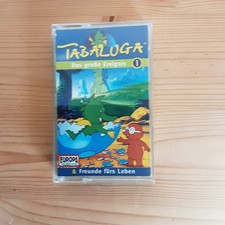 TABALUGA
Das große Ereignis 1
& Freunde fürs Leben
EUROPA